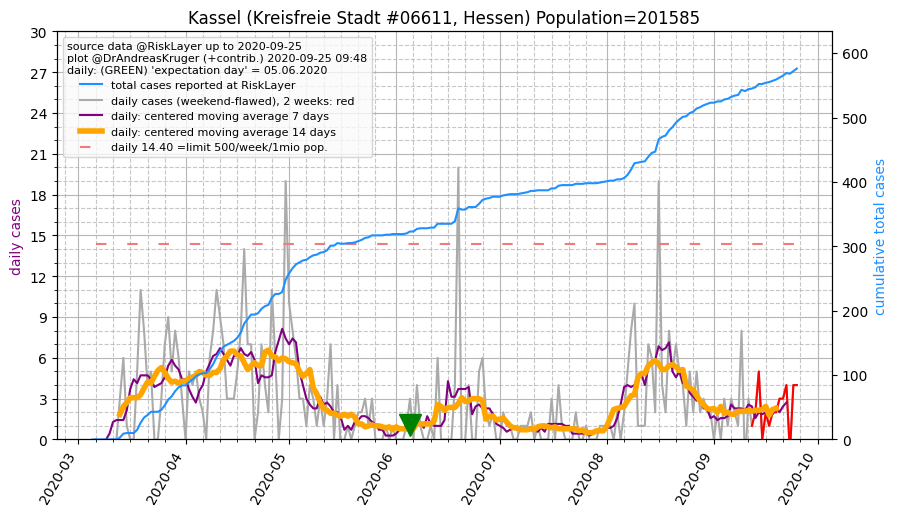 Kassel (Kreisfreie Stadt #06611, Hessen) Population=201585
source data @RiskLayer up to 2020-09-25
plot @DrAndreasKruger (+contrib.) 2020-09-25 09:48
daily: (GREEN) 'expectation day' = 05.06.2020
total cases reported at RiskLayer
daily cases (weekend-flawed), 2 weeks: red
daily: centered moving average 7 days
daily: centered moving average 14 days
daily 14.40 =limit 500/week/1mio pop.
daily cases
30
27
24
21
18
15
12
9
6
3
0
600
500
400
300
200
100
0
cumulative total cases
2020-03
2020-04
2020-05
2020-06
2020-07
2020-08
2020-09
2020-10